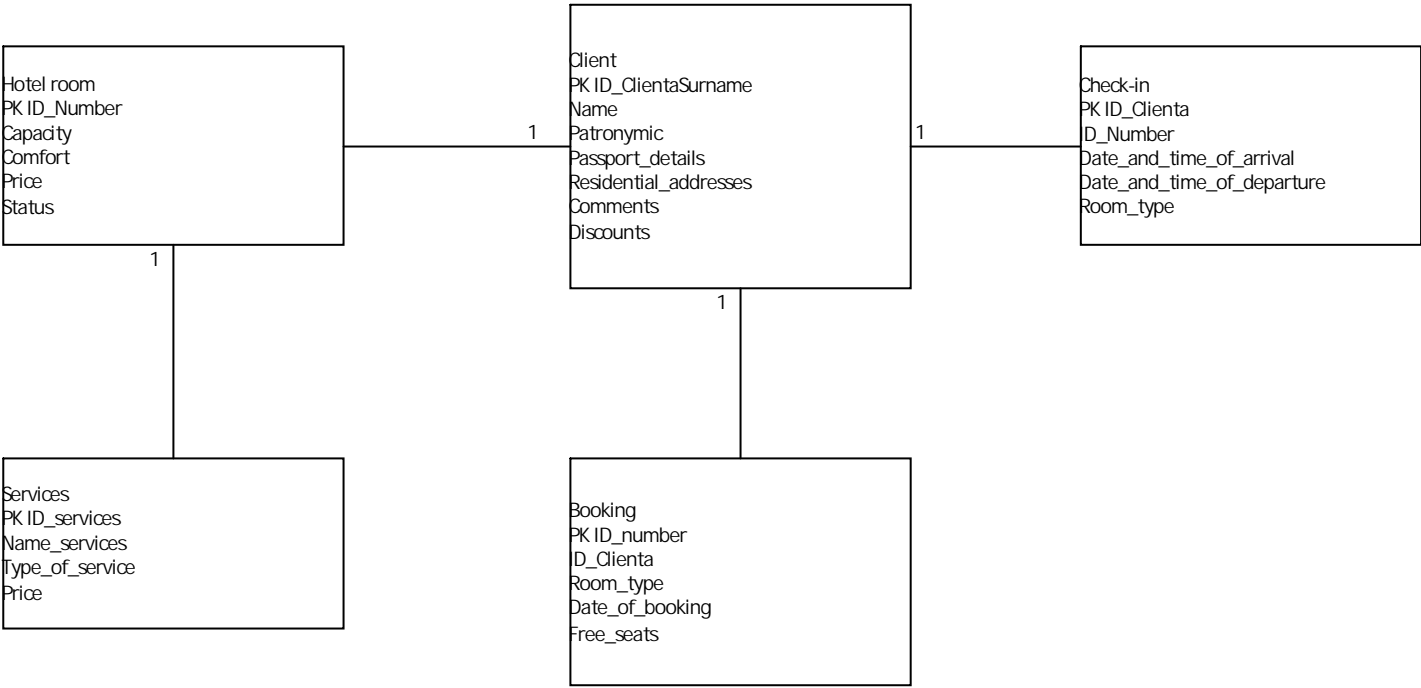 Hotel room
PK ID_Number
Capacity
Comfort
Price
Status
1
1
Client
PK ID_ClientaSurname
Name
Patronymic
Passport_details
Residential_addresses
Comments
Discounts
1
1
Check-in
PK ID_Clienta
ID_Number
Date_and_time_of_arrival
Date_and_time_of_departure
Room_type
Services
PK ID_services
Name_services
Type_of_service
Price
Booking
PK ID_number
ID_Clienta
Room_type
Date_of_booking
Free_seats